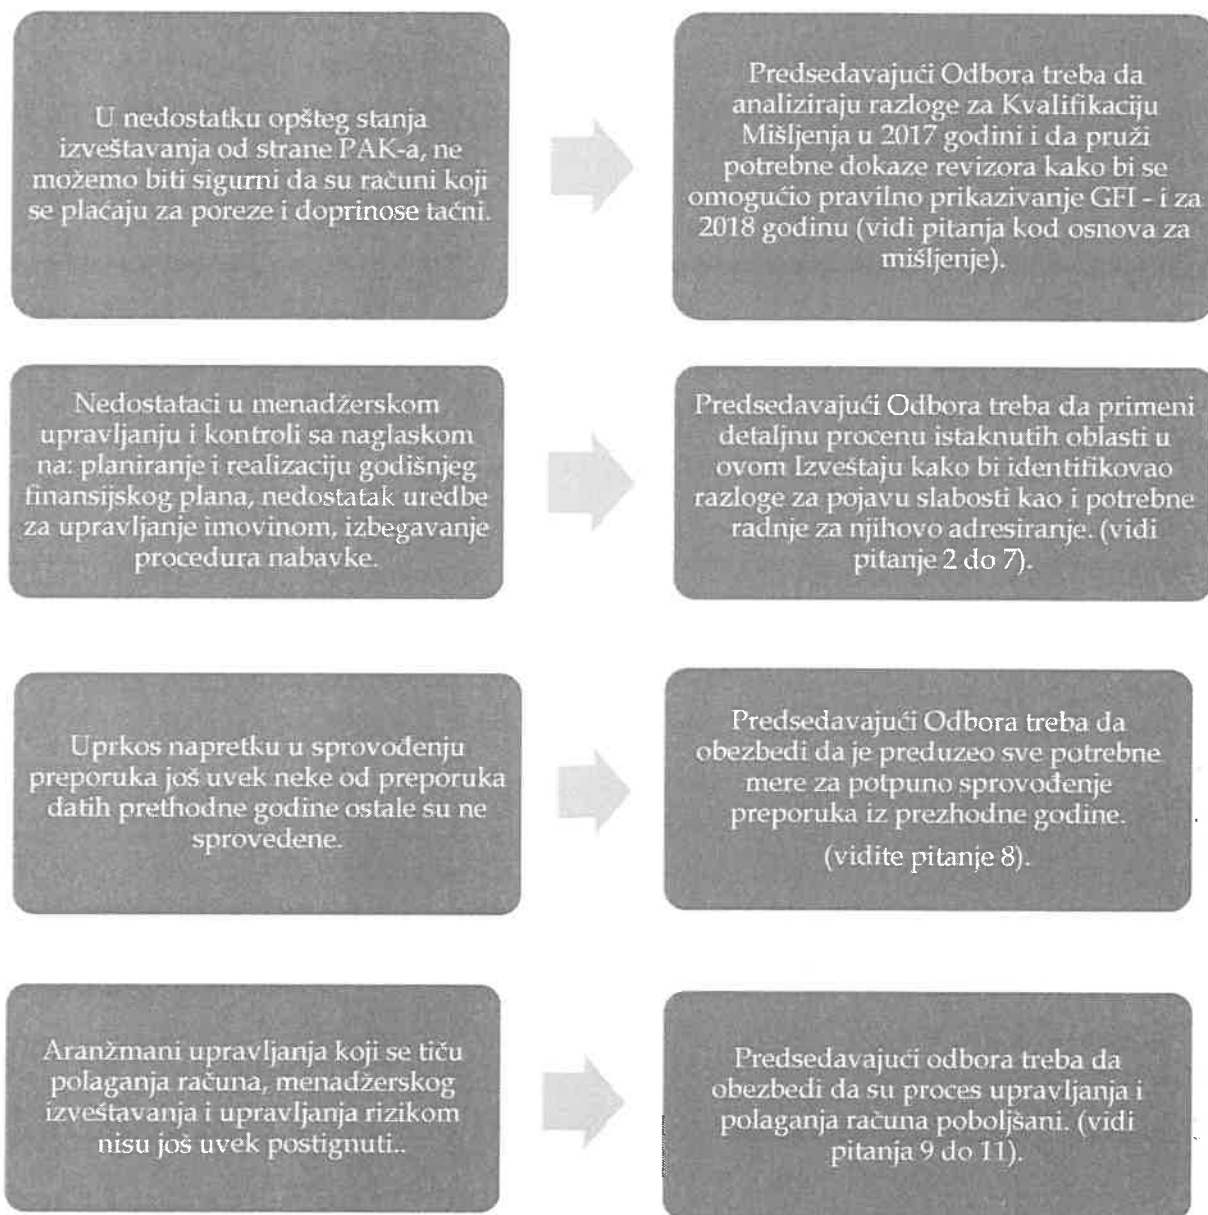 U nedostatku opšteg stanja
izveštavanja od strane PAK-a, ne
možemo biti sigurni da su računi koji
se plaćaju za poreze i doprinose tačni.
Predsedavajući Odbora treba da
analiziraju razloge za Kvalifikaciju
Mišljenja u 2017 godini i da pruži
potrebne dokaze revizora kako bi se
omogućio pravilno prikazivanje GFI - i za
2018 godinu (vidi pitanja kod osnova za
mišljenje).
Nedostataci u menadžerskom
upravljanju i kontroli sa naglaskom
na: planiranje i realizaciju godišnjeg
finansijskog plana, nedostatak uredbe
za upravljanje imovinom, izbegavanje
procedura nabavke.
Predsedavajući Odbora treba da primeni
detaljnu procenu istaknutih oblasti u
ovom Izveštaju kako bi identifikovao
razloge za pojavu slabosti kao i potrebne
radnje za njihovo adresiranje. (vidi
pitanje 2 do 7).
Uprkos napretku u sprovođenju
preporuka još uvek neke od preporuka
datih prethodne godine ostale su ne
sprovedene.
Predsedavajući Odbora treba da
obezbedi da je preduzeo sve potrebne
mere za potpuno sprovođenje
preporuka iz prezhodne godine.
(vidite pitanje 8).
Aranžmani upravljanja koji se tiču
polaganja računa, menadžerskog
izveštavanja i upravljanja rizikom
nisu još uvek postignuti..
Predsedavajući odbora treba da
obezbedi da su proces upravljanja i
polaganja računa poboljšani. (vidi
pitanja 9 do 11).